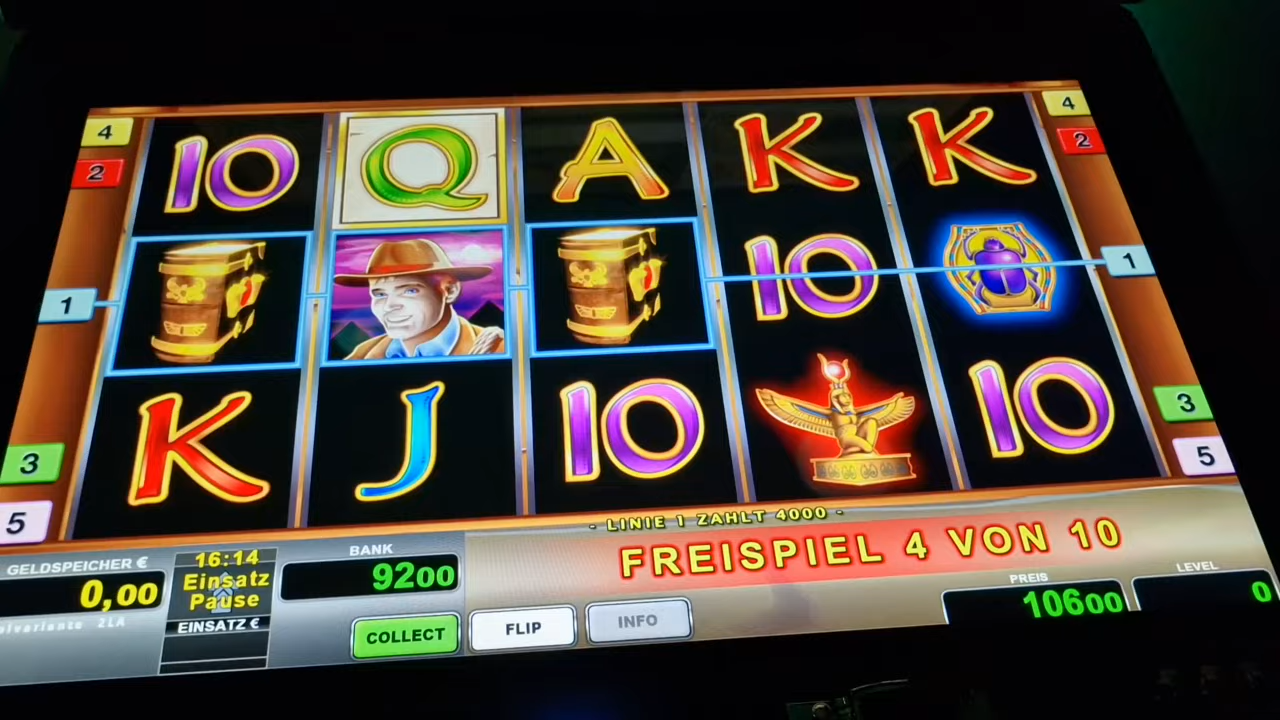 4 10 Q A K K 4
2 2
1 10 1
K J 10 10
3 3
5 5
- LINIE 1 ZAHLT 4000 -
FREISPIEL 4 VON 10
GELDSPEICHER €
0,00
16:14
Einsatz
Pause
EINSATZ €
BANK
9200
2LA
COLLECT
FLIP
INFO
PREIS
10600
LEVEL
0